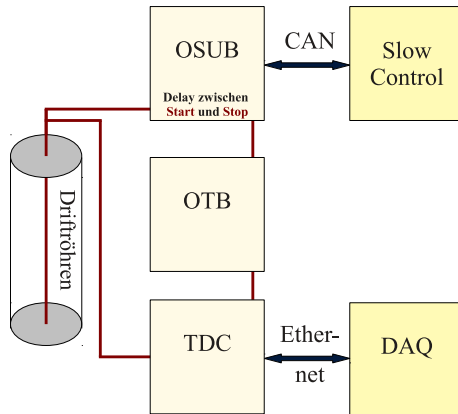 OSUB
Delay zwischen
Start und Stop
CAN
Slow
Control
Driftröhren
OTB
TDC
Ether-
net
DAQ